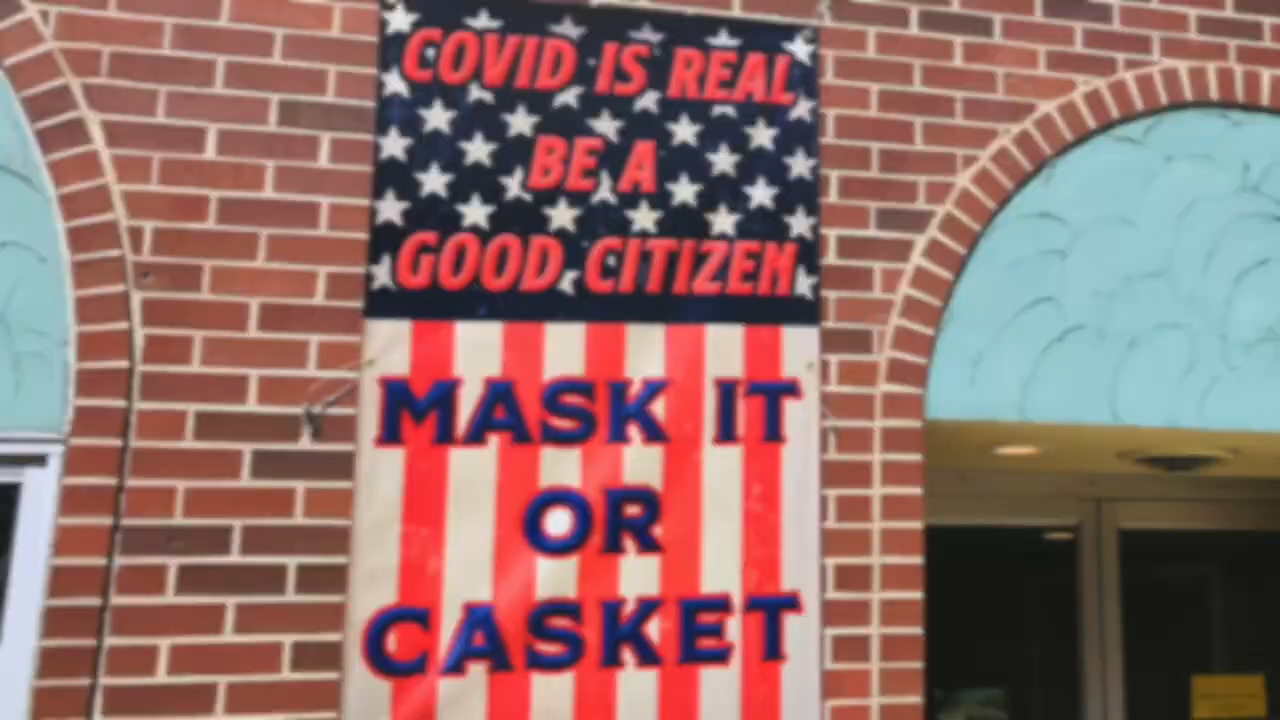 COVID IS REAL
BE A
GOOD CITIZEN
MASK IT
OR
CASKET